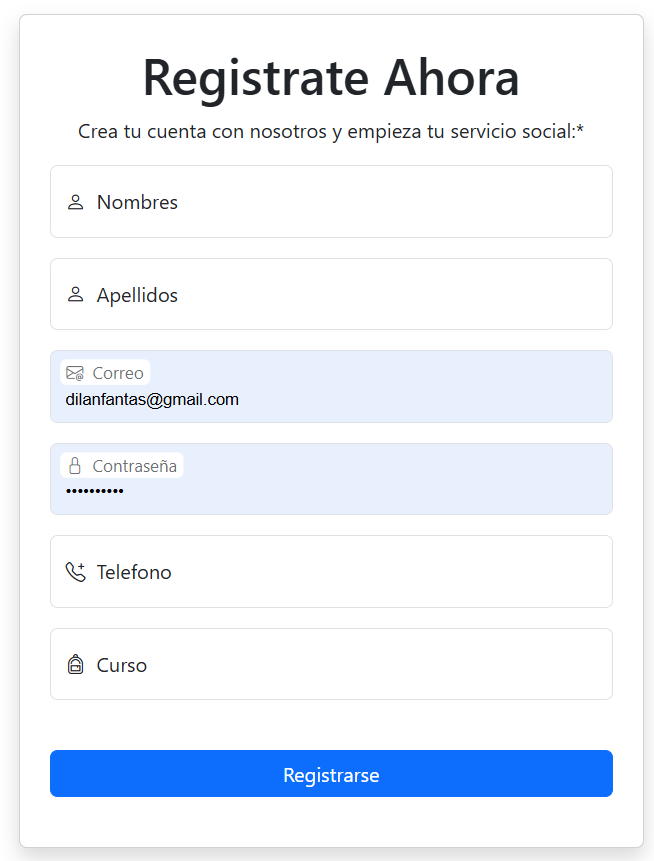 Registrate Ahora
Crea tu cuenta con nosotros y empieza tu servicio social:*
Nombres
Apellidos
Correo
dilanfantas@gmail.com
Contraseña
••••••••••
Telefono
Curso
Registrarse